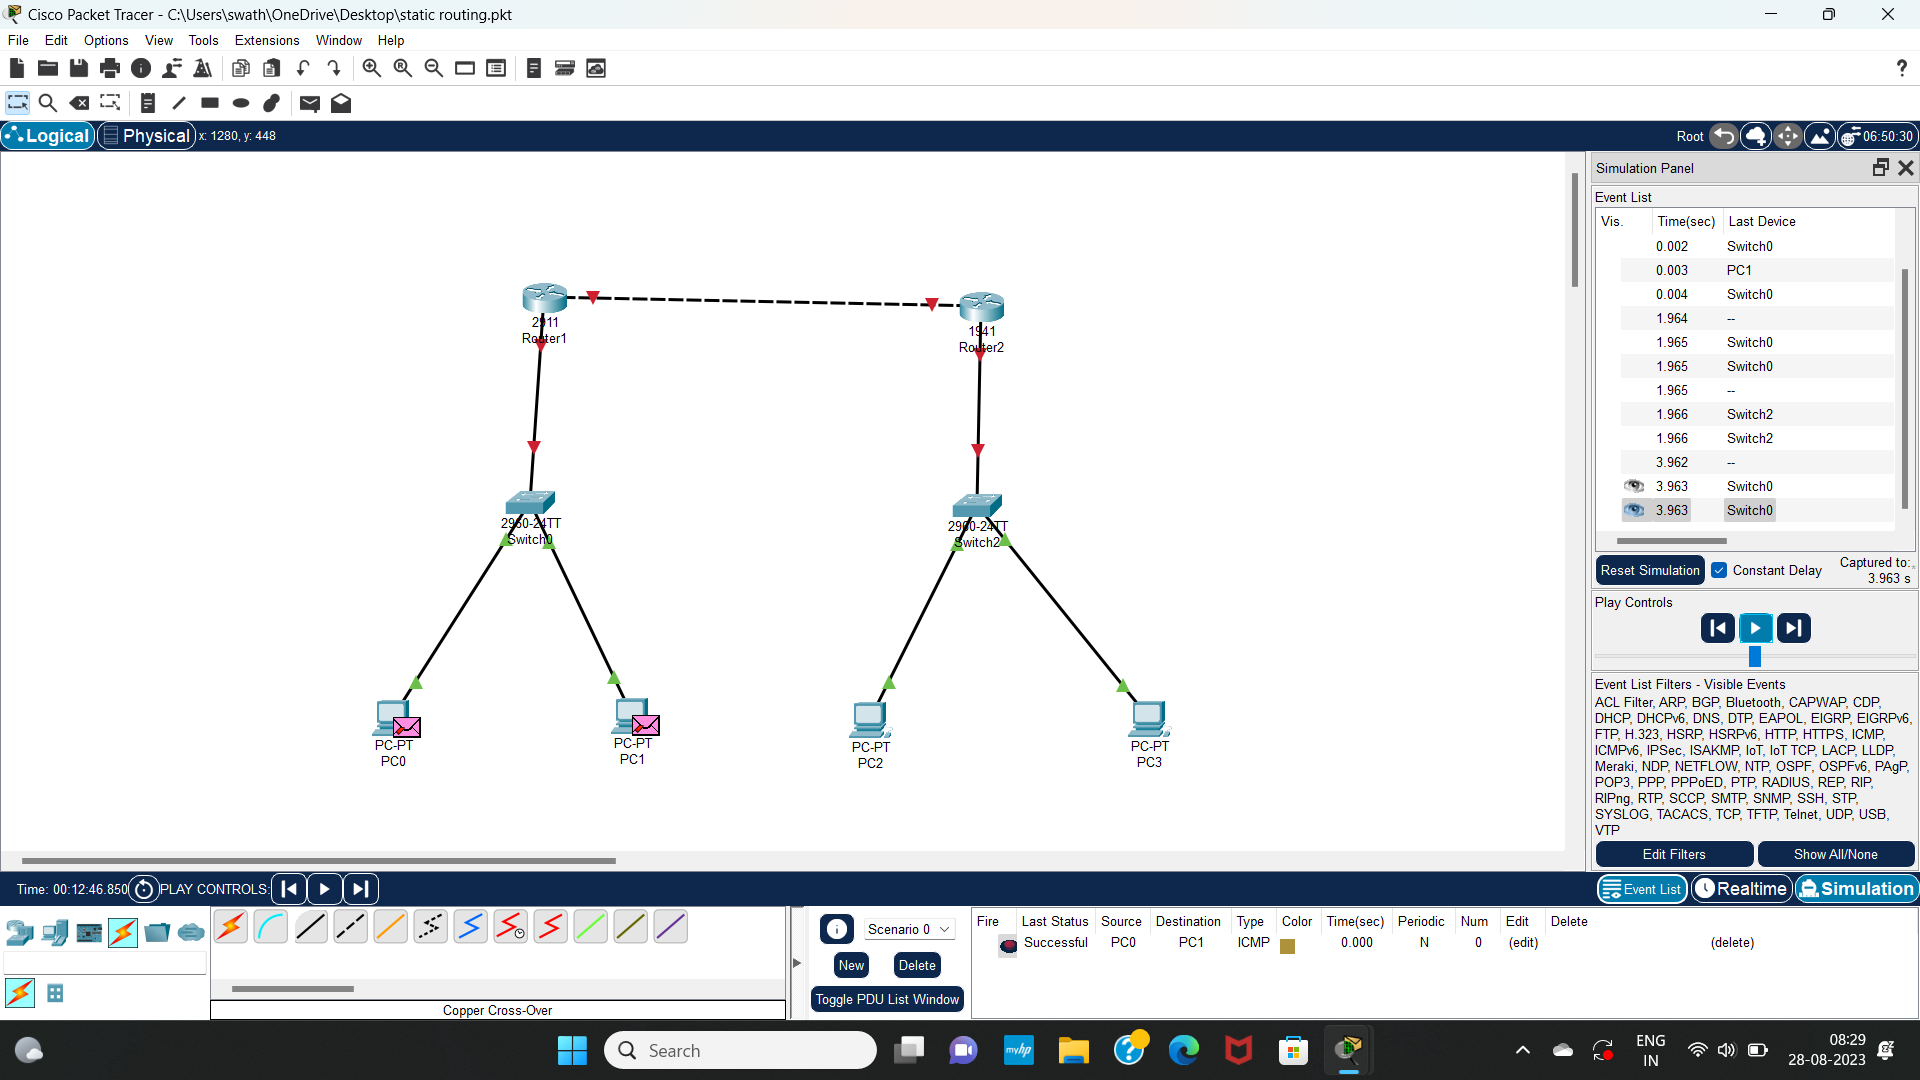 Cisco Packet Tracer - C:\Users\swath\OneDrive\Desktop\static routing.pkt
File Edit Options View Tools Extensions Window Help
?
Logical Physical x: 1280, y: 448 Root 06:50:30
Simulation Panel
Event List
Vis. Time(sec) Last Device
0.002 Switch0
0.003 PC1
0.004 Switch0
1.964 --
1.965 Switch0
1.965 Switch0
1.965 --
1.966 Switch2
1.966 Switch2
3.962 --
3.963 Switch0
3.963 Switch0
Reset Simulation Constant Delay Captured to:
3.963 s
Play Controls
Event List Filters - Visible Events
ACL Filter, ARP, BGP, Bluetooth, CAPWAP, CDP,
DHCP, DHCPv6, DNS, DTP, EAPOL, EIGRP, EIGRPv6,
FTP, H.323, HSRP, HSRPv6, HTTP, HTTPS, ICMP,
ICMPv6, IPSec, ISAKMP, IoT, IoT TCP, LACP, LLDP,
Meraki, NDP, NETFLOW, NTP, OSPF, OSPFv6, PAgP,
POP3, PPP, PPPoED, PTP, RADIUS, REP, RIP,
RIPng, RTP, SCCP, SMTP, SNMP, SSH, STP,
SYSLOG, TACACS, TCP, TFTP, Telnet, UDP, USB,
VTP
Edit Filters Show All/None
2911
Router1
1941
Router2
2960-24TT
Switch0
2960-24TT
Switch2
PC-PT
PC0
PC-PT
PC1
PC-PT
PC2
PC-PT
PC3
Time: 00:12:46.850 PLAY CONTROLS: Event List Realtime Simulation
Scenario 0
New Delete
Toggle PDU List Window
Fire Last Status Source Destination Type Color Time(sec) Periodic Num Edit Delete
Successful PC0 PC1 ICMP 0.000 N 0 (edit) (delete)
Copper Cross-Over
Search
myhp
ENG
IN
08:29
28-08-2023